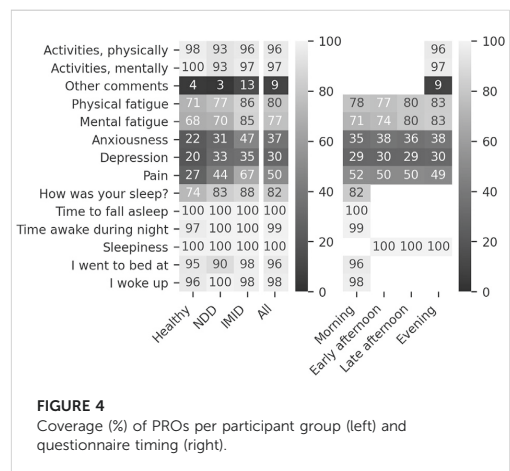 100 100
Activities, physically 98 93 96 96 96
Activities, mentally 100 93 97 97 97
Other comments 4 3 13 9 9
80 80
Physical fatigue 71 77 86 80 78 77 80 83
Mental fatigue 68 70 85 77 71 74 80 83
60 60
Anxiousness 22 31 47 37 35 38 36 38
Depression 20 33 35 30 29 30 29 30
Pain 27 44 67 50 52 50 50 49
40 40
How was your sleep? 74 83 88 82 82
Time to fall asleep 100 100 100 100 100
Time awake during night 97 100 100 99 99
20 20
Sleepiness 100 100 100 100 100 100 100
I went to bed at 95 90 98 96 96
I woke up 96 100 98 98 98
0 0
Healthy NDD IMID All Morning Early afternoon Late afternoon Evening
FIGURE 4
Coverage (%) of PROs per participant group (left) and
questionnaire timing (right).